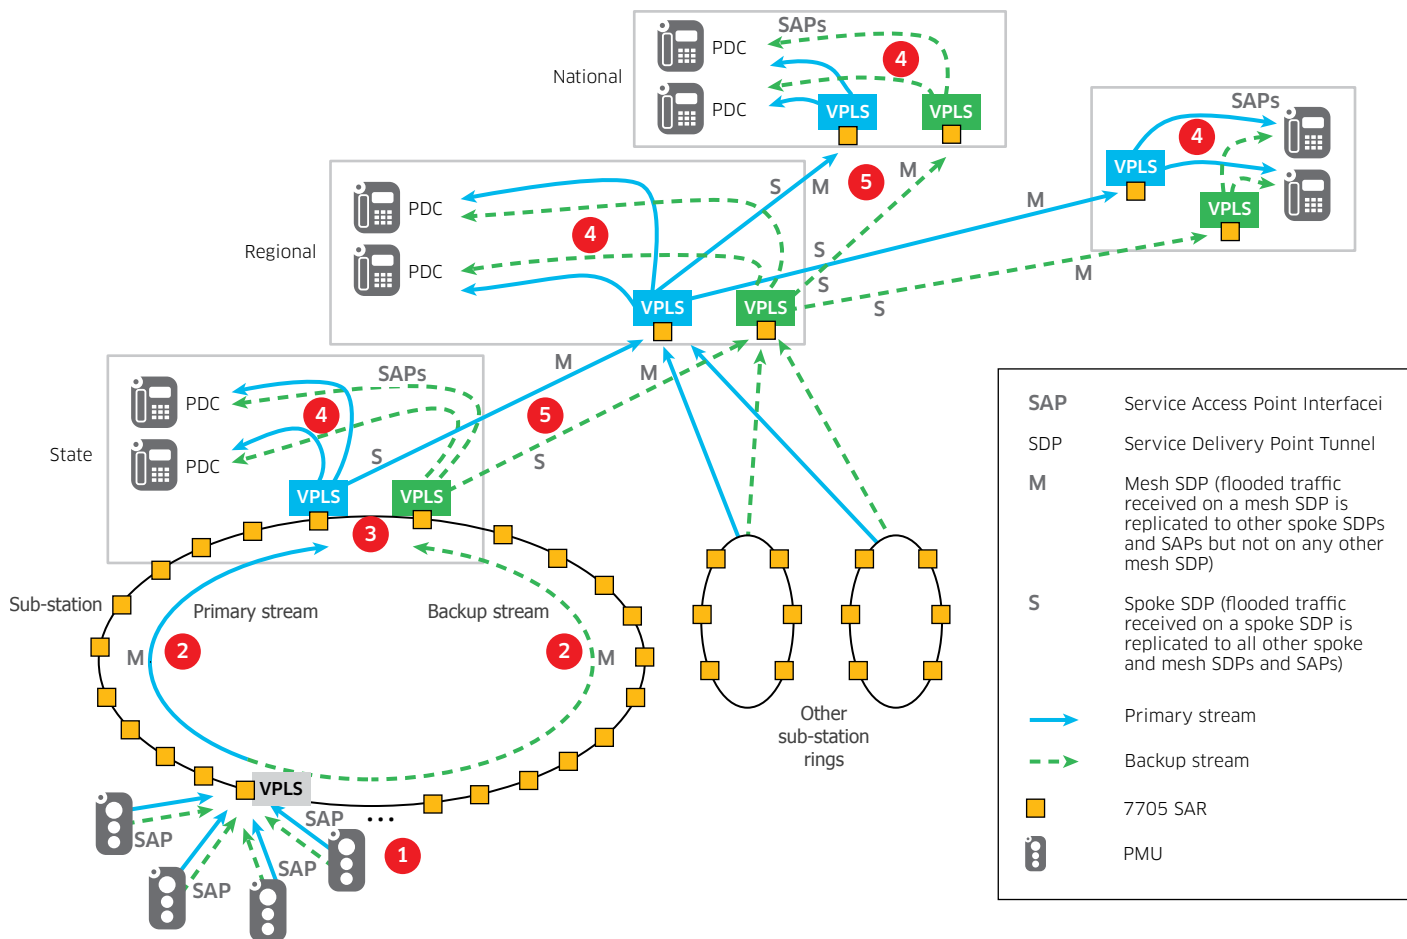 SAPs
PDC
4
National
PDC
VPLS
VPLS
SAPs
4
VPLS
VPLS
S
M
5
M
M
PDC
4
Regional
PDC
S
S
M
S
VPLS
VPLS
M
M
SAPs
PDC
4
5
State
PDC
S
S
VPLS
VPLS
3
Sub-station
Primary stream
Backup stream
M
2
2
M
Other
sub-station
rings
VPLS
SAP
...
SAP
1
SAP
SAP
SAP Service Access Point Interfacei
SDP Service Delivery Point Tunnel
M Mesh SDP (flooded traffic
received on a mesh SDP is
replicated to other spoke SDPs
and SAPs but not on any other
mesh SDP)
S Spoke SDP (flooded traffic
received on a spoke SDP is
replicated to all other spoke
and mesh SDPs and SAPs)
Primary stream
Backup stream
7705 SAR
PMU